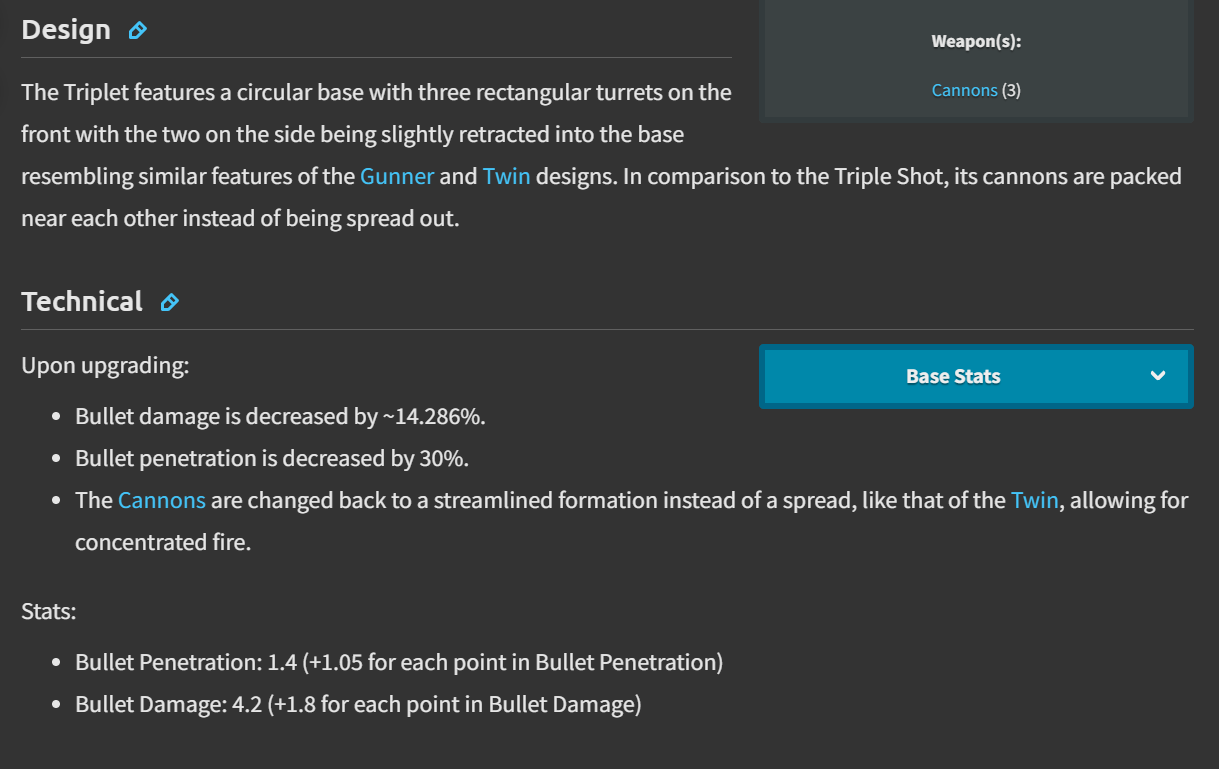 Design
The Triplet features a circular base with three rectangular turrets on the
front with the two on the side being slightly retracted into the base
resembling similar features of the Gunner and Twin designs. In comparison to the Triple Shot, its cannons are packed
near each other instead of being spread out.
Weapon(s):
Cannons (3)
Technical
Upon upgrading:
Base Stats
• Bullet damage is decreased by ~14.286%.
• Bullet penetration is decreased by 30%.
• The Cannons are changed back to a streamlined formation instead of a spread, like that of the Twin, allowing for
concentrated fire.
Stats:
• Bullet Penetration: 1.4 (+1.05 for each point in Bullet Penetration)
• Bullet Damage: 4.2 (+1.8 for each point in Bullet Damage)